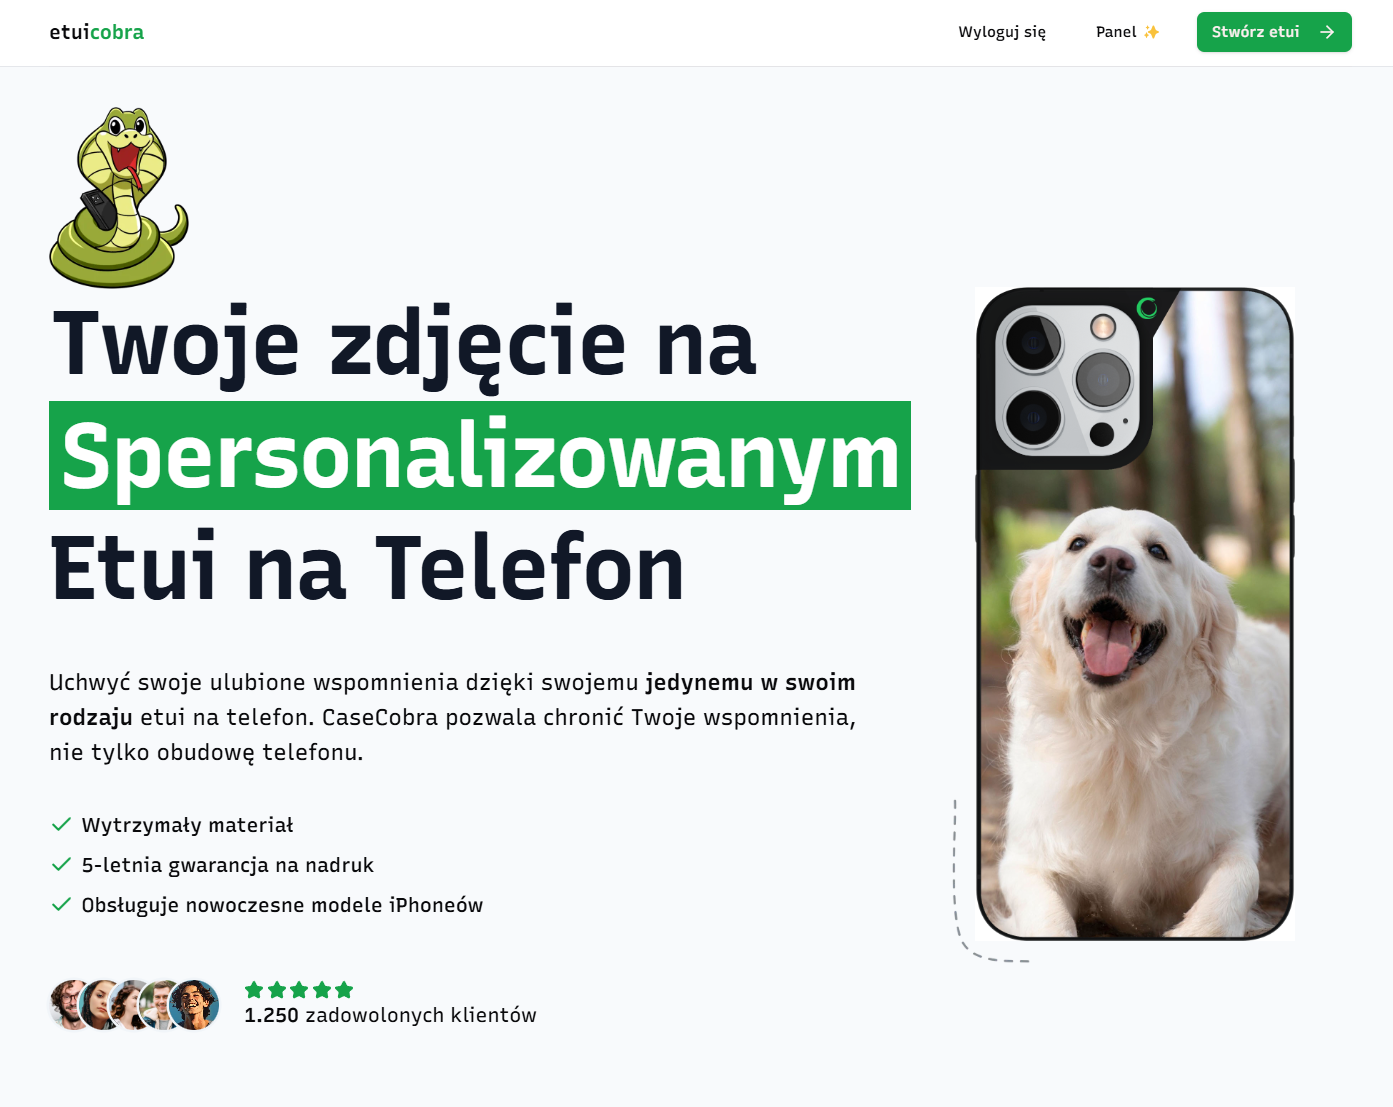 etuicobra
Wyloguj się
Panel ✨
Stwórz etui →
Twoje zdjęcie na
Spersonalizowanym
Etui na Telefon
Uchwyć swoje ulubione wspomnienia dzięki swojemu jedynemu w swoim
rodzaju etui na telefon. CaseCobra pozwala chronić Twoje wspomnienia,
nie tylko obudowę telefonu.
Wytrzymały materiał
5-letnia gwarancja na nadruk
Obsługuje nowoczesne modele iPhoneów
1.250 zadowolonych klientów